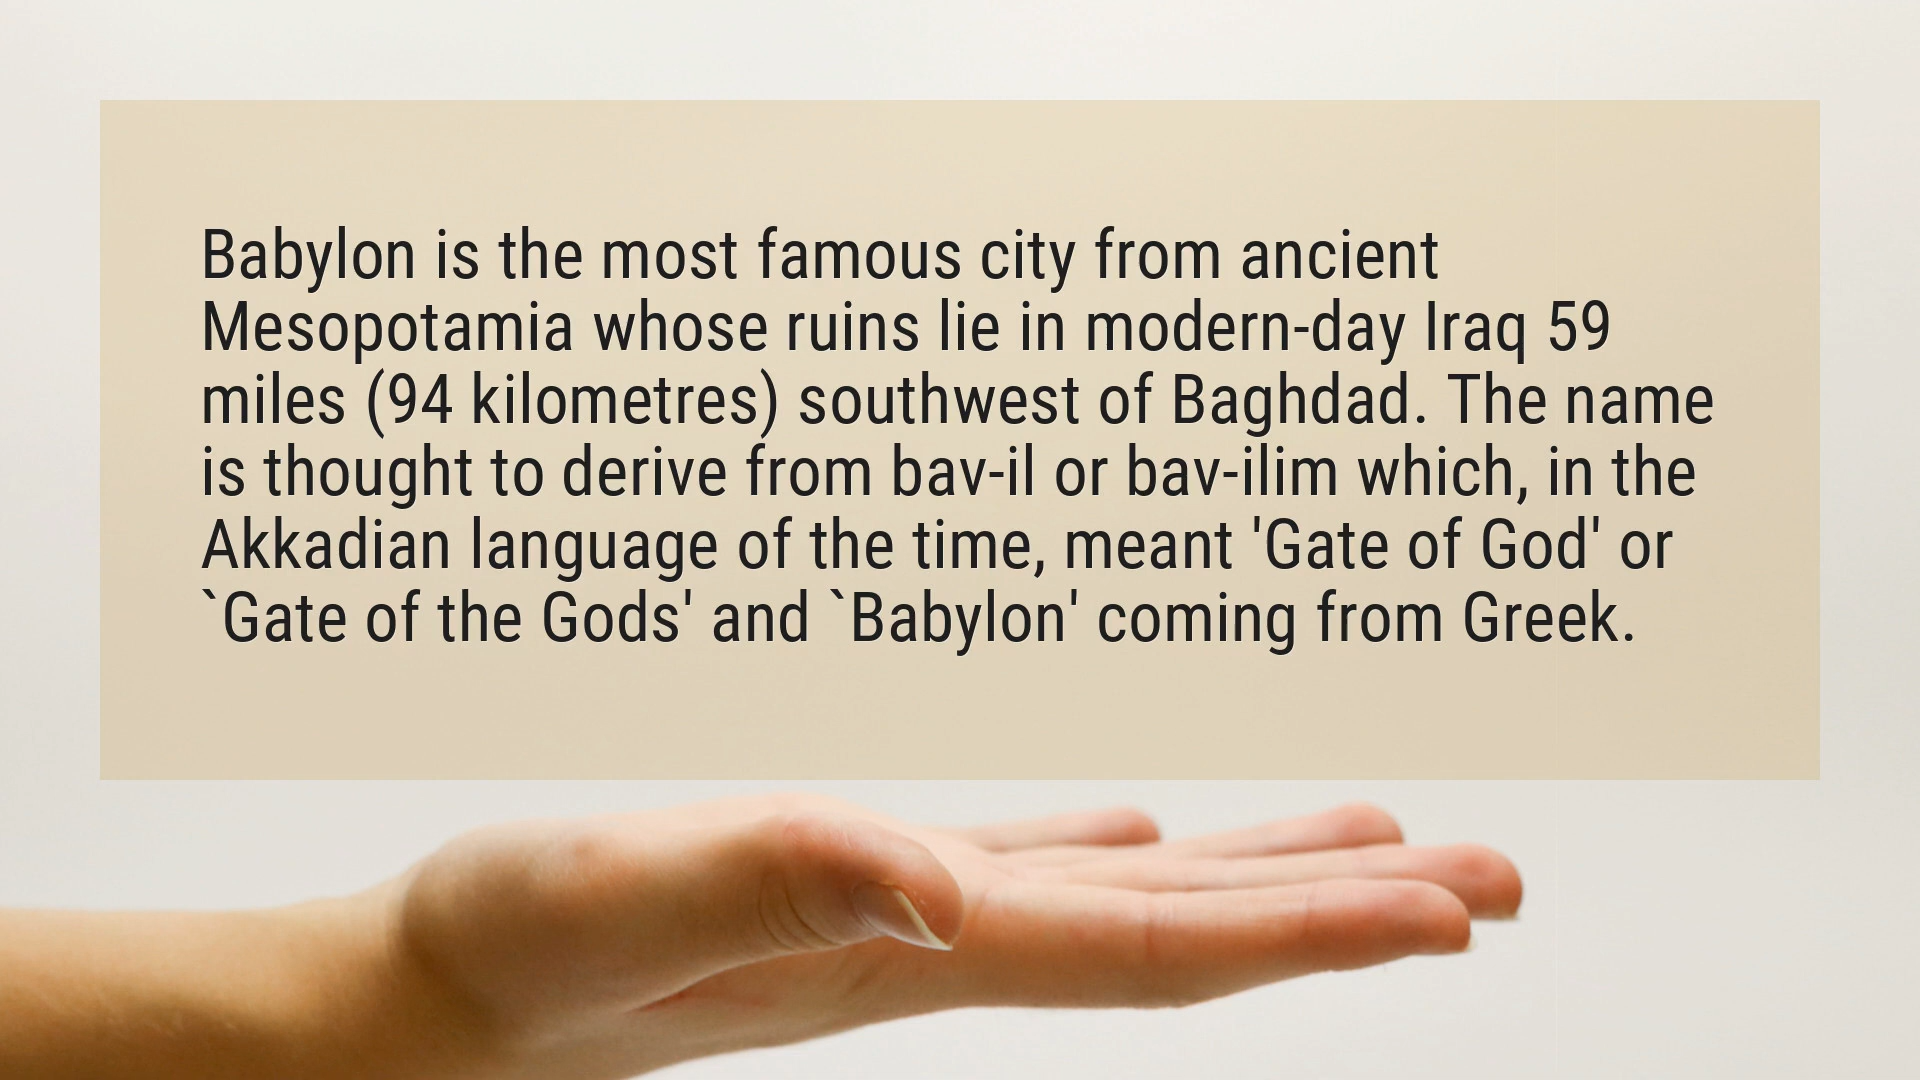 Babylon is the most famous city from ancient
Mesopotamia whose ruins lie in modern-day Iraq 59
miles (94 kilometres) southwest of Baghdad. The name
is thought to derive from bav-il or bav-ilim which, in the
Akkadian language of the time, meant 'Gate of God' or
`Gate of the Gods' and `Babylon' coming from Greek.